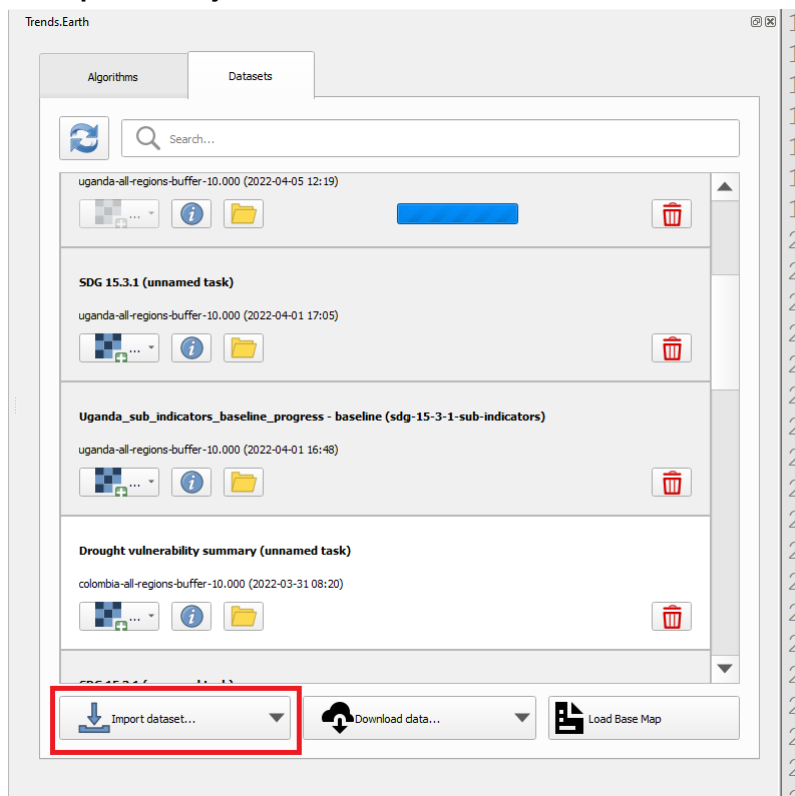 Trends.Earth
Algorithms
Datasets
Search...
uganda-all-regions-buffer-10.000 (2022-04-05 12:19)
...
SDG 15.3.1 (unnamed task)
uganda-all-regions-buffer-10.000 (2022-04-01 17:05)
...
Uganda_sub_indicators_baseline_progress - baseline (sdg-15-3-1-sub-indicators)
uganda-all-regions-buffer-10.000 (2022-04-01 16:48)
...
Drought vulnerability summary (unnamed task)
colombia-all-regions-buffer-10.000 (2022-03-31 08:20)
...
Import dataset...
Download data...
Load Base Map